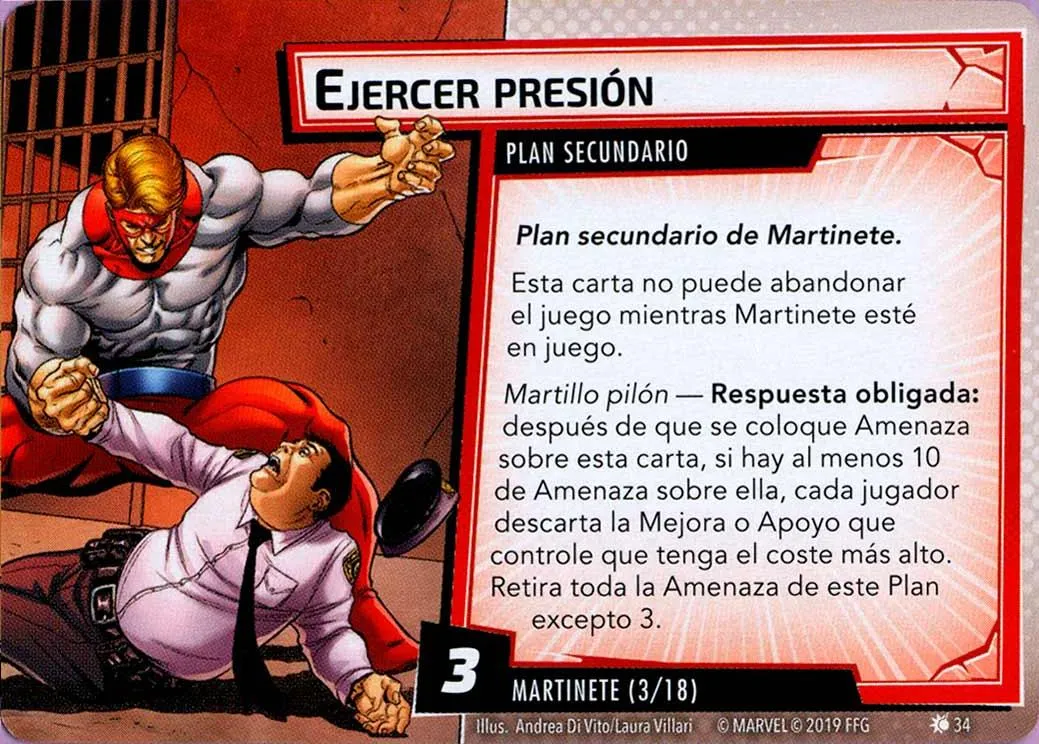 EJERCER PRESIÓN
PLAN SECUNDARIO
Plan secundario de Martinete.
Esta carta no puede abandonar
el juego mientras Martinete esté
en juego.
Martillo pilón — Respuesta obligada:
después de que se coloque Amenaza
sobre esta carta, si hay al menos 10
de Amenaza sobre ella, cada jugador
descarta la Mejora o Apoyo que
controle que tenga el coste más alto.
Retira toda la Amenaza de este Plan
excepto 3.
3
MARTINETE (3/18)
Illus. Andrea Di Vito/Laura Villari © MARVEL © 2019 FFG 34